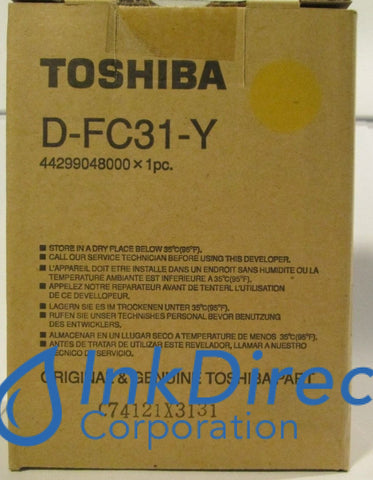 TOSHIBA
D-FC31-Y
44299048000×1pc.
■ STORE IN A DRY PLACE BELOW 35℃(95℉).
■ CALL OUR SERVICE TECHNICIAN BEFORE USING THIS DEVELOPER.
■ L'APPAREIL DOIT ETRE INSTALLE DANS UN ENDROIT SANS HUMIDITE OU LA
TEMPERATURE AMBIANTE EST INFERIEURE A 35℃(95℉).
■ APPELEZ NOTRE REPARATEUR AVANT DE TENTER L'UTILISATION
DE CE DEVELLOPEUR.
■ LAGERN SIE ES IM TROCKENEN UNTER 35℃(95℉).
■ RUFEN SIE UNSER TECHNISCHES PERSONAL BEVOR BENUTZUNG
DES ENTWICKLERS.
■ ALMACENAR EN UN LLUGAR SECO A TEMPERATURE DE MENOS 35℃(95℉).
■ ANTES DE TRATAR DE UTILIZAR ESTE REVELADOR, LLAMAR A NUESTRO
TECNICO DE SERVICIO.
ORIGINAL & GENUINE TOSHIBA PART
InkDirect
Corporation
C74121X3131